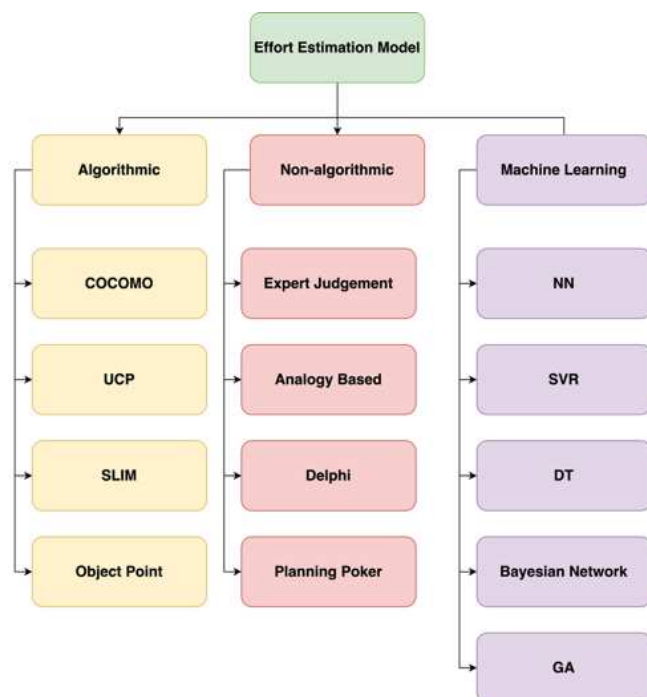 Effort Estimation Model
Algorithmic
Non-algorithmic
Machine Learning
COCOMO
Expert Judgement
NN
UCP
Analogy Based
SVR
SLIM
Delphi
DT
Object Point
Planning Poker
Bayesian Network
GA